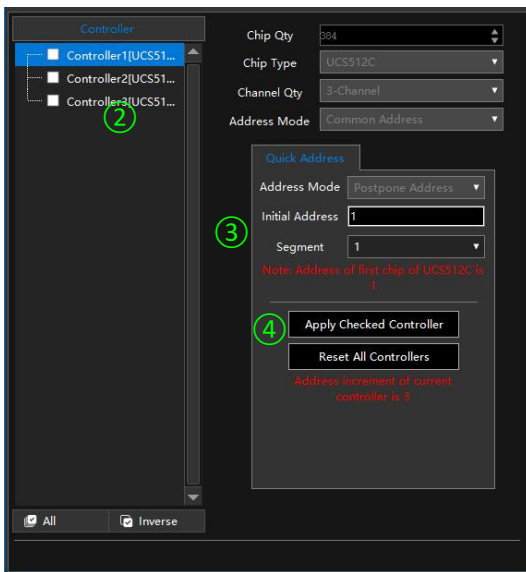 Controller
Controller1[UCS51...
Controller2[UCS51...
Controller3[UCS51...
②
All
Inverse
Chip Qty 384
Chip Type UCS512C
Channel Qty 3-Channel
Address Mode Common Address
Quick Address
Address Mode Postpone Address
③
Initial Address 1
Segment 1
Note: Address of first chip of UCS512C is
1
④
Apply Checked Controller
Reset All Controllers
Address increment of current
controller is 3